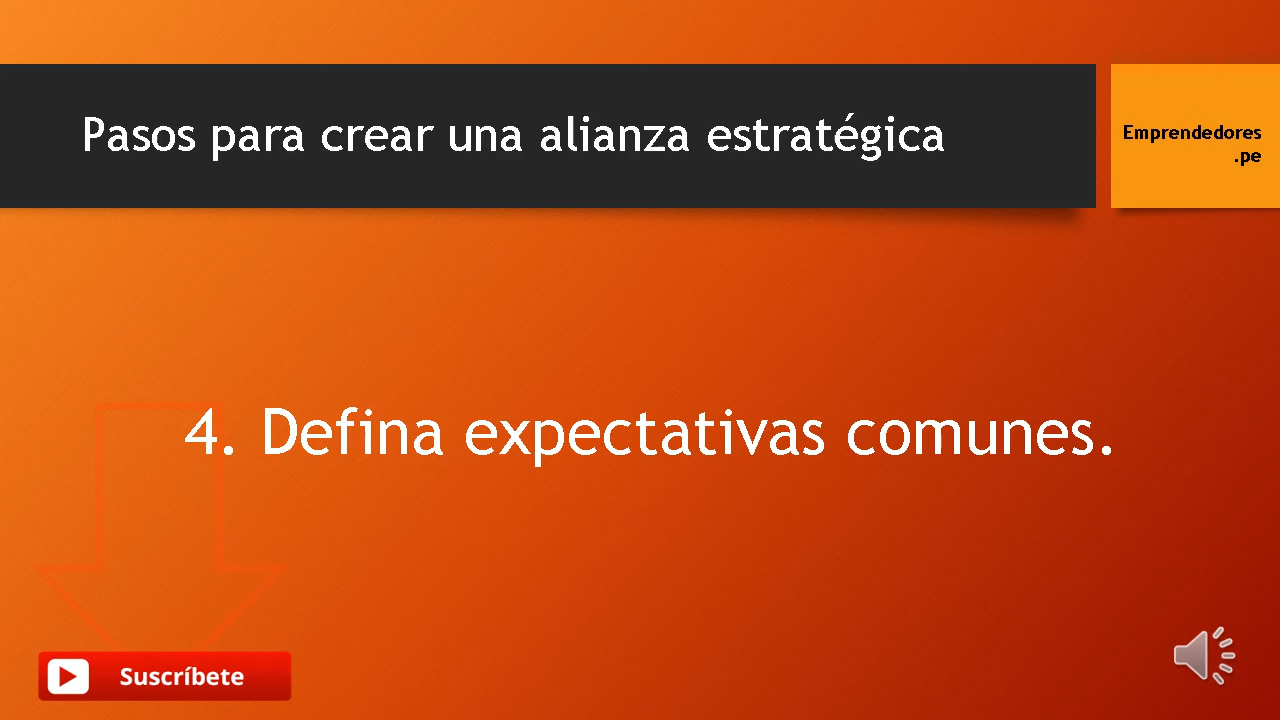 Pasos para crear una alianza estratégica
Emprendedores
.pe
4. Defina expectativas comunes.
Suscríbete